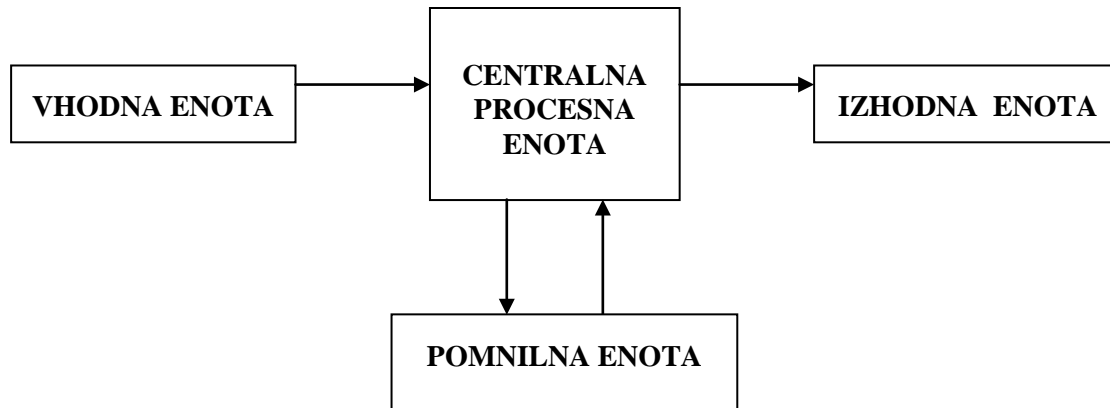 VHODNA ENOTA
CENTRALNA
PROCESNA
ENOTA
IZHODNA ENOTA
POMNILNA ENOTA